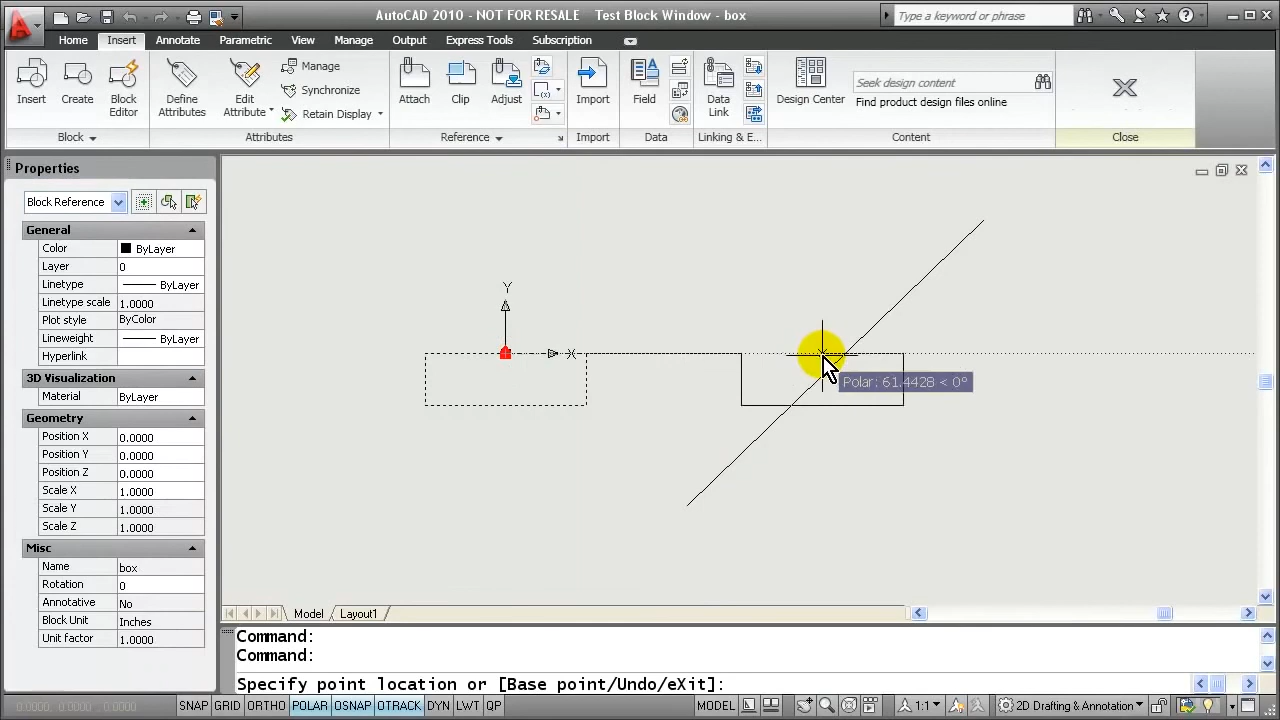 AutoCAD 2010 - NOT FOR RESALE Test Block Window - box
Type a keyword or phrase
Home Insert Annotate Parametric View Manage Output Express Tools Subscription
Insert
Create
Block
Editor
Block
Define
Attributes
Edit
Attribute
Manage
Synchronize
Retain Display
Attributes
Attach
Clip
Adjust
Reference
Import
Import
Field
Data
Data
Link
Linking & E...
Design Center
Seek design content
Find product design files online
Content
Close
Properties
Block Reference
General
Color ByLayer
Layer 0
Linetype ByLayer
Linetype scale 1.0000
Plot style ByColor
Lineweight ByLayer
Hyperlink
3D Visualization
Material ByLayer
Geometry
Position X 0.0000
Position Y 0.0000
Position Z 0.0000
Scale X 1.0000
Scale Y 1.0000
Scale Z 1.0000
Misc
Name box
Rotation 0
Annotative No
Block Unit Inches
Unit factor 1.0000
Y
X
Polar: 61.4428 < 0°
Model Layout1
Command:
Command:
Specify point location or [Base point/Undo/eXit]:
0.0000, 0.0000, 0.0000
SNAP GRID ORTHO POLAR OSNAP OTRACK DYN LWT QP
MODEL
1:1
2D Drafting & Annotation